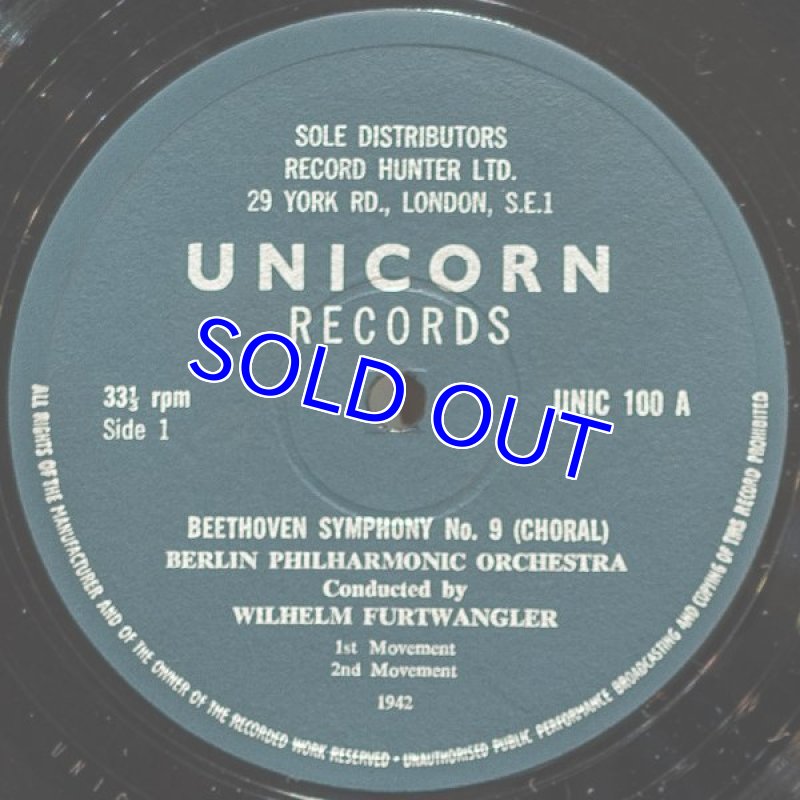 SOLE DISTRIBUTORS
RECORD HUNTER LTD.
29 YORK RD., LONDON, S.E.1
UNICORN
RECORDS
SOLD OUT
33⅓ rpm
UNIC 100 A
Side 1
BEETHOVEN SYMPHONY No. 9 (CHORAL)
BERLIN PHILHARMONIC ORCHESTRA
Conducted by
WILHELM FURTWANGLER
1st Movement
2nd Movement
1942
ALL RIGHTS OF THE MANUFACTURER AND OF THE OWNER OF THE RECORDED WORK RESERVED • UNAUTHORISED PUBLIC PERFORMANCE BROADCASTING AND COPYING OF THIS RECORD PROHIBITED
U N I C